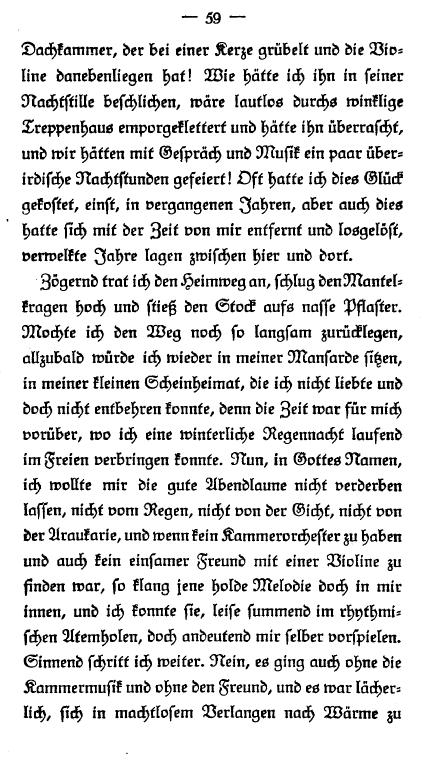 — 59 —
Dachkammer, der bei einer Kerze grübelt und die Vio-
line danebenliegen hat! Wie hätte ich ihn in seiner
Nachtstille beschlichen, wäre lautlos durchs winklige
Treppenhaus emporgeklettert und hätte ihn überrascht,
und wir hätten mit Gespräch und Musik ein paar über-
irdische Nachtstunden gefeiert! Oft hatte ich dies Glück
gekostet, einst, in vergangenen Jahren, aber auch dies
hatte sich mit der Zeit von mir entfernt und losgelöst,
verwelkte Jahre lagen zwischen hier und dort.
Zögernd trat ich den Heimweg an, schlug den Mantel-
kragen hoch und stieß den Stock aufs nasse Pflaster.
Mochte ich den Weg noch so langsam zurücklegen,
allzubald würde ich wieder in meiner Mansarde sitzen,
in meiner kleinen Scheinheimat, die ich nicht liebte und
doch nicht entbehren konnte, denn die Zeit war für mich
vorüber, wo ich eine winterliche Regennacht laufend
im Freien verbringen konnte. Nun, in Gottes Namen,
ich wollte mir die gute Abendlaune nicht verderben
lassen, nicht vom Regen, nicht von der Gicht, nicht von
der Araukarie, und wenn kein Kammerorchester zu haben
und auch kein einsamer Freund mit einer Violine zu
finden war, so klang jene holde Melodie doch in mir
innen, und ich konnte sie, leise summend im rhythmi-
schen Atemholen, doch andeutend mir selber vorspielen.
Sinnend schritt ich weiter. Nein, es ging auch ohne die
Kammermusik und ohne den Freund, und es war lächer-
lich, sich in machtlosem Verlangen nach Wärme zu